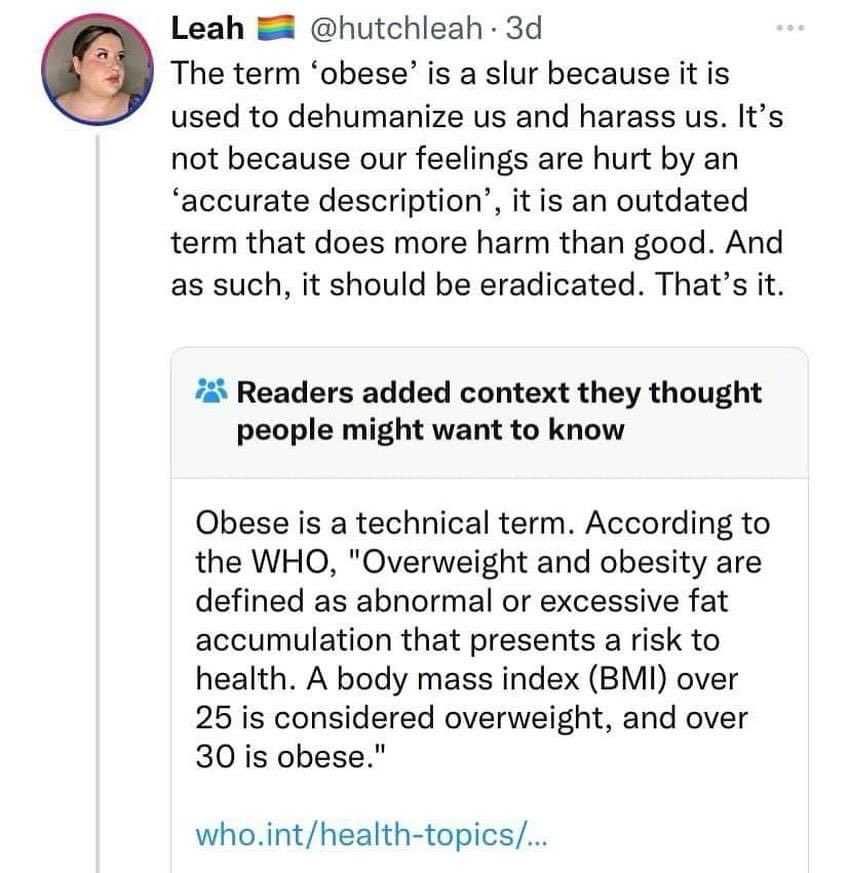 Leah 🏳️‍🌈 @hutchleah · 3d
The term ‘obese’ is a slur because it is
used to dehumanize us and harass us. It’s
not because our feelings are hurt by an
‘accurate description’, it is an outdated
term that does more harm than good. And
as such, it should be eradicated. That’s it.
Readers added context they thought
people might want to know
Obese is a technical term. According to
the WHO, "Overweight and obesity are
defined as abnormal or excessive fat
accumulation that presents a risk to
health. A body mass index (BMI) over
25 is considered overweight, and over
30 is obese."
who.int/health-topics/...